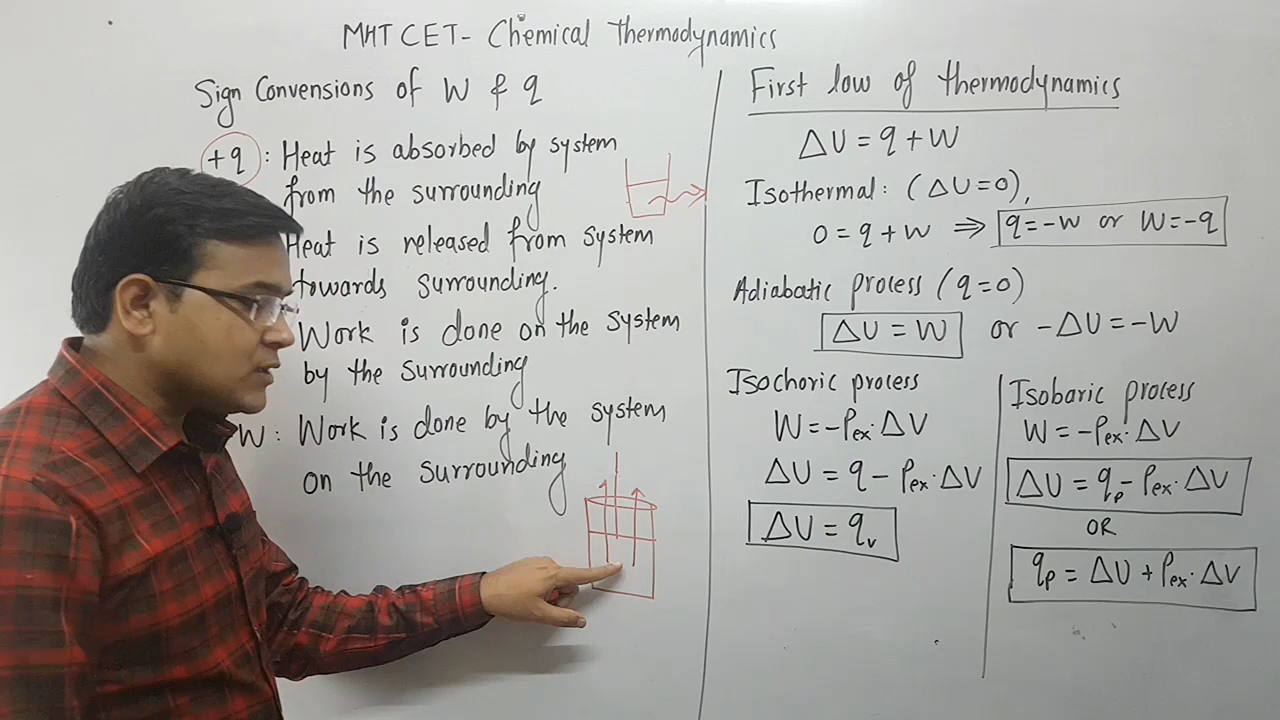 MHT CET- Chemical thermodynamics
Sign Convensions of W & q
+q : Heat is absorbed by system
from the surrounding
Heat is released from system
towards surrounding.
Work is done on the system
by the surrounding
W : Work is done by the system
on the surrounding
First low of thermodynamics
ΔU = q + W
Isothermal: (ΔU=0),
0 = q + W ⇒ q=-W or W=-q
Adiabatic process (q=0)
ΔU = W or -ΔU = -W
Isochoric process
W=-Pex·ΔV
ΔU = q - Pex·ΔV
ΔU = qv
Isobaric process
W=-Pex·ΔV
ΔU = qp - Pex·ΔV
OR
qp = ΔU + Pex·ΔV